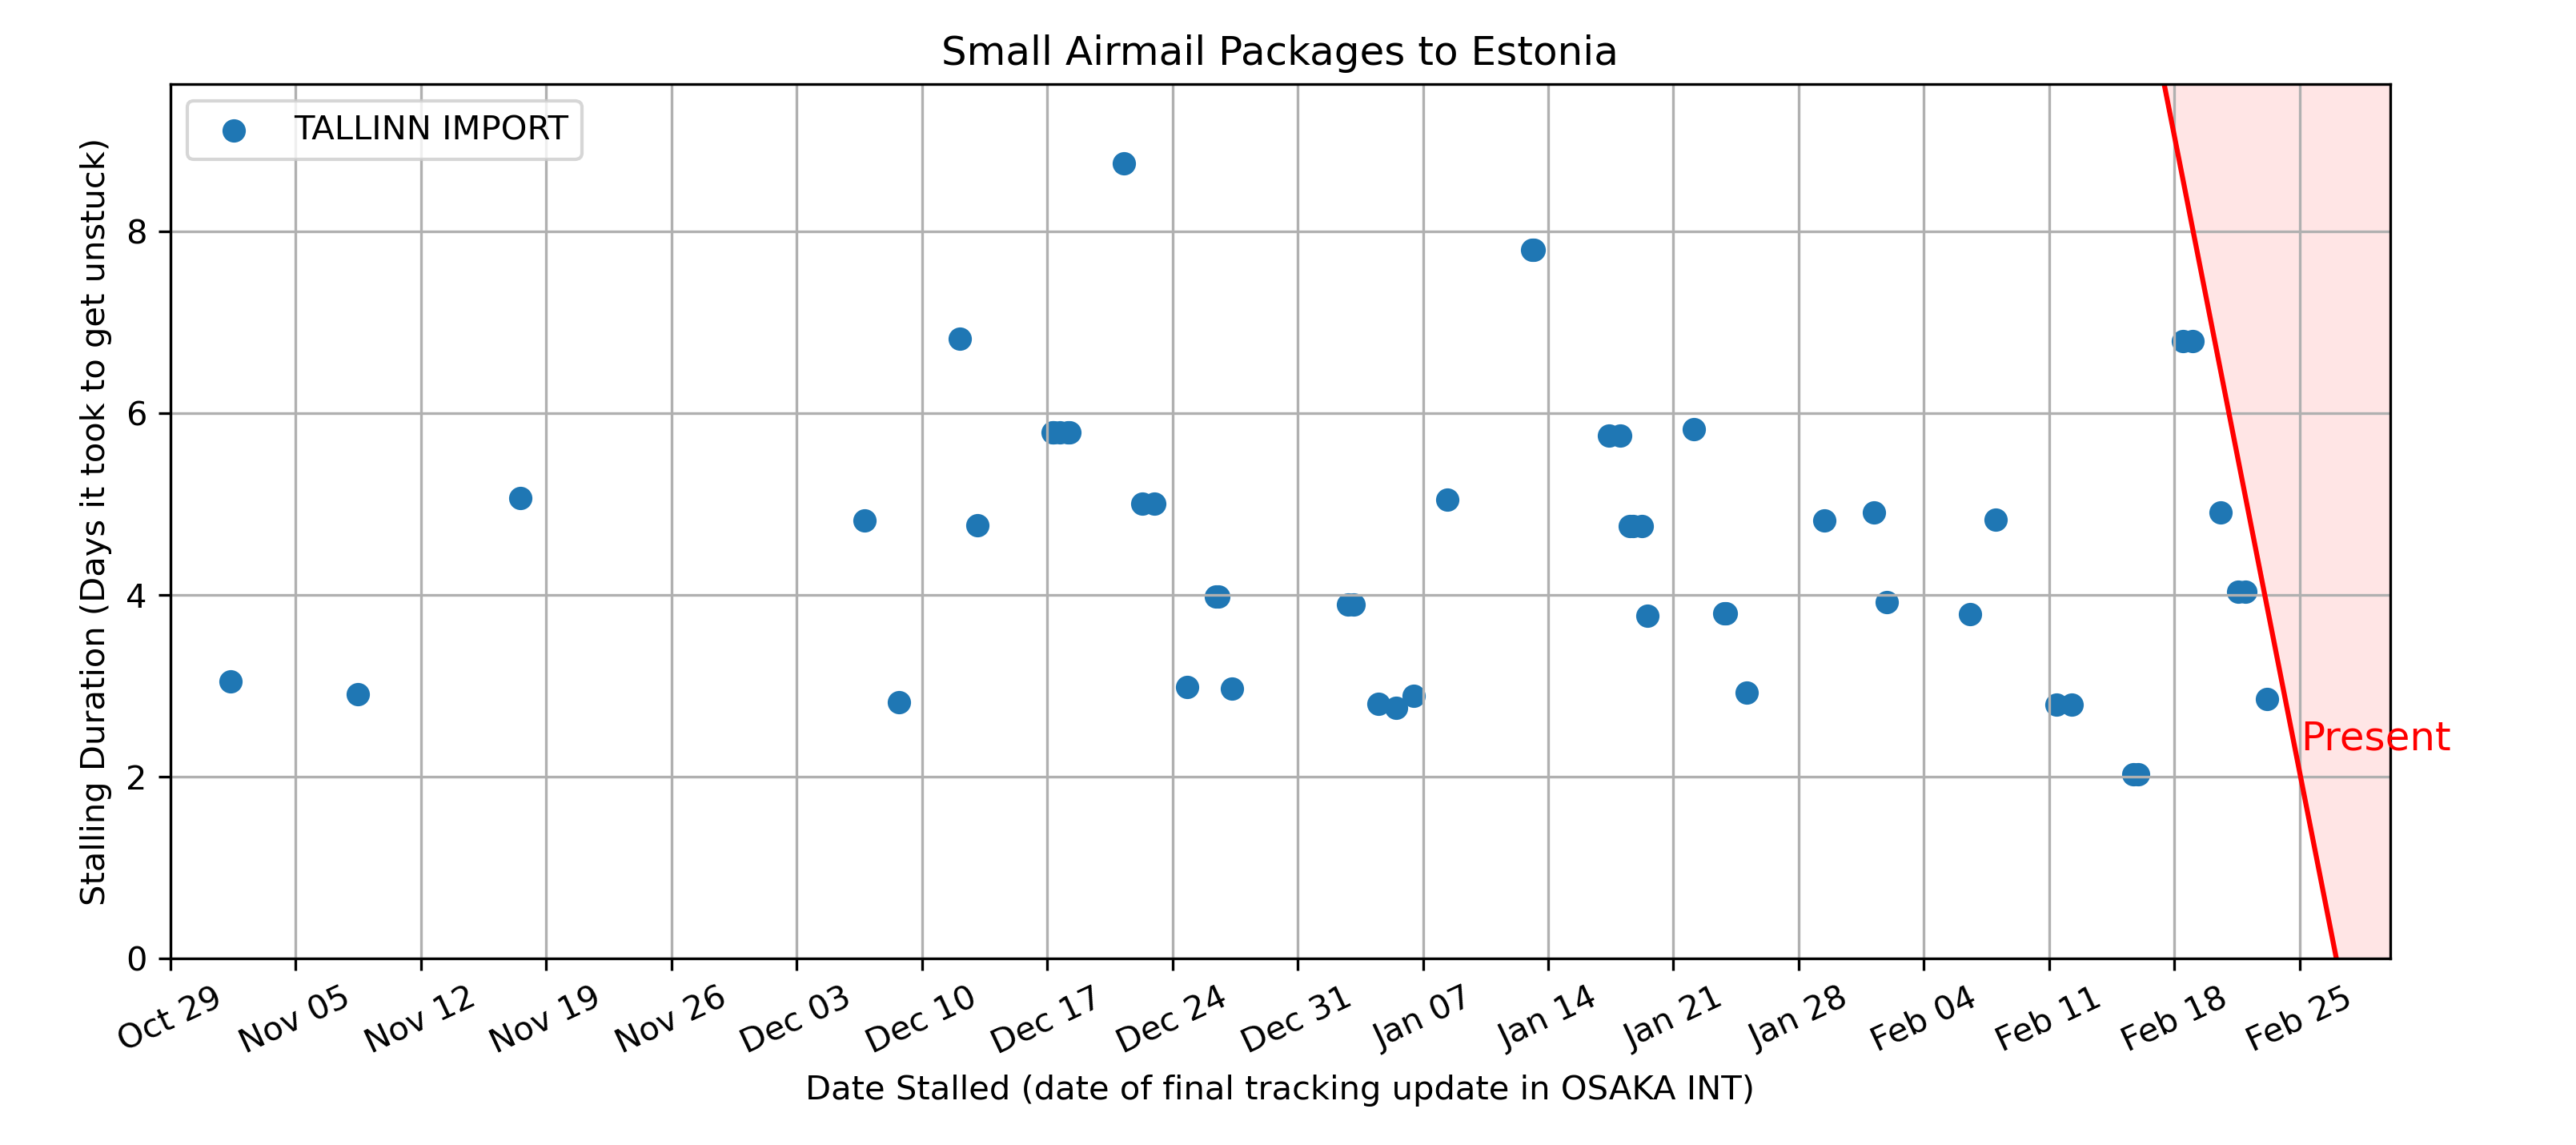 Small Airmail Packages to Estonia
TALLINN IMPORT
Stalling Duration (Days it took to get unstuck)
8
6
4
2
0
Present
Oct 29
Nov 05
Nov 12
Nov 19
Nov 26
Dec 03
Dec 10
Dec 17
Dec 24
Dec 31
Jan 07
Jan 14
Jan 21
Jan 28
Feb 04
Feb 11
Feb 18
Feb 25
Date Stalled (date of final tracking update in OSAKA INT)